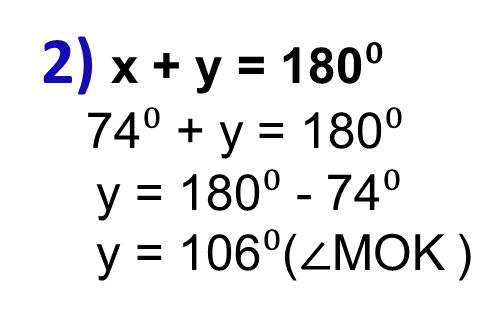 2) x + y = 180⁰
74⁰ + y = 180⁰
y = 180⁰ - 74⁰
y = 106⁰(∠MOK )